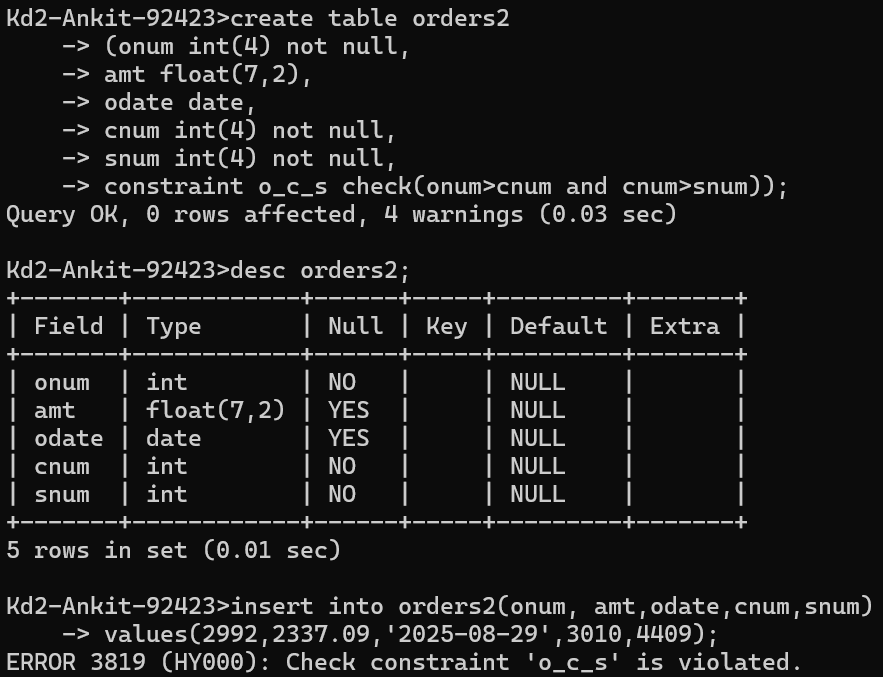 Kd2-Ankit-92423>create table orders2
    -> (onum int(4) not null,
    -> amt float(7,2),
    -> odate date,
    -> cnum int(4) not null,
    -> snum int(4) not null,
    -> constraint o_c_s check(onum>cnum and cnum>snum));
Query OK, 0 rows affected, 4 warnings (0.03 sec)

Kd2-Ankit-92423>desc orders2;
+--------+------------+------+-----+---------+-------+
| Field  | Type       | Null | Key | Default | Extra |
+--------+------------+------+-----+---------+-------+
| onum   | int        | NO   |     | NULL    |       |
| amt    | float(7,2) | YES  |     | NULL    |       |
| odate  | date       | YES  |     | NULL    |       |
| cnum   | int        | NO   |     | NULL    |       |
| snum   | int        | NO   |     | NULL    |       |
+--------+------------+------+-----+---------+-------+
5 rows in set (0.01 sec)

Kd2-Ankit-92423>insert into orders2(onum, amt,odate,cnum,snum)
    -> values(2992,2337.09,'2025-08-29',3010,4409);
ERROR 3819 (HY000): Check constraint 'o_c_s' is violated.